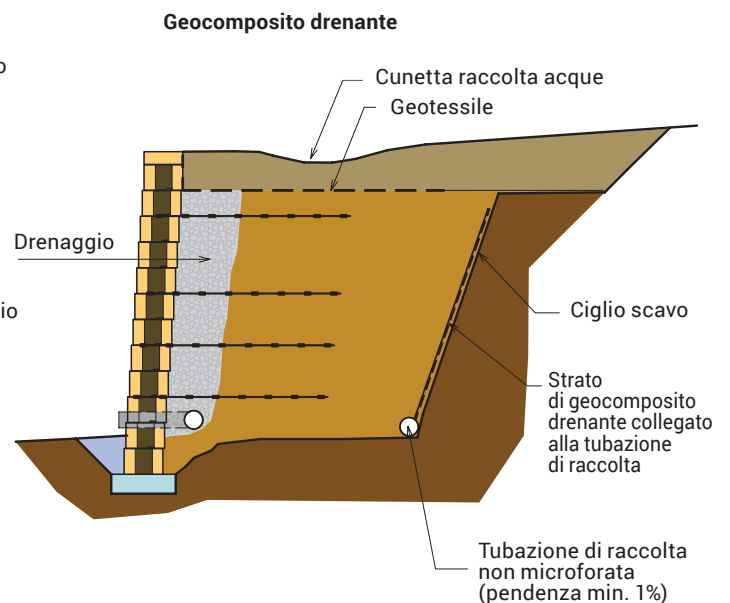 Geocomposito drenante
o
Cunetta raccolta acque
Geotessile
Drenaggio
io
Ciglio scavo
Strato
di geocomposito
drenante collegato
alla tubazione
di raccolta
Tubazione di raccolta
non microforata
(pendenza min. 1%)